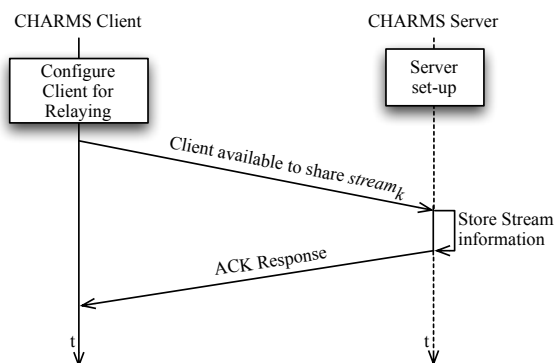 CHARMS Client
CHARMS Server
Configure
Client for
Relaying
Server
set-up
Client available to share stream_k
Store Stream
information
ACK Response
t
t